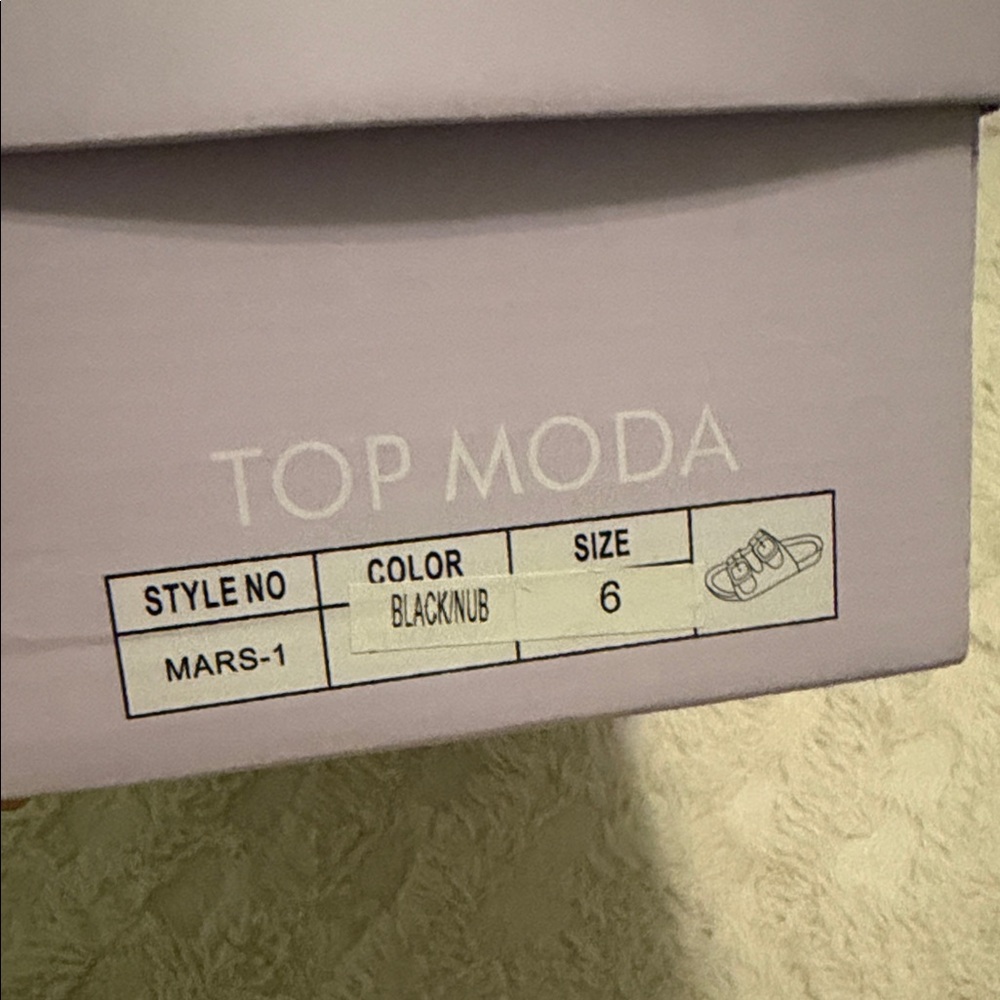 TOP MODA
STYLE NO COLOR SIZE
MARS-1 BLACK/NUB 6